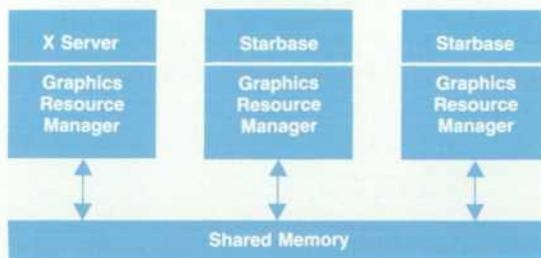 X Server
Graphics
Resource
Manager
Starbase
Graphics
Resource
Manager
Starbase
Graphics
Resource
Manager
Shared Memory